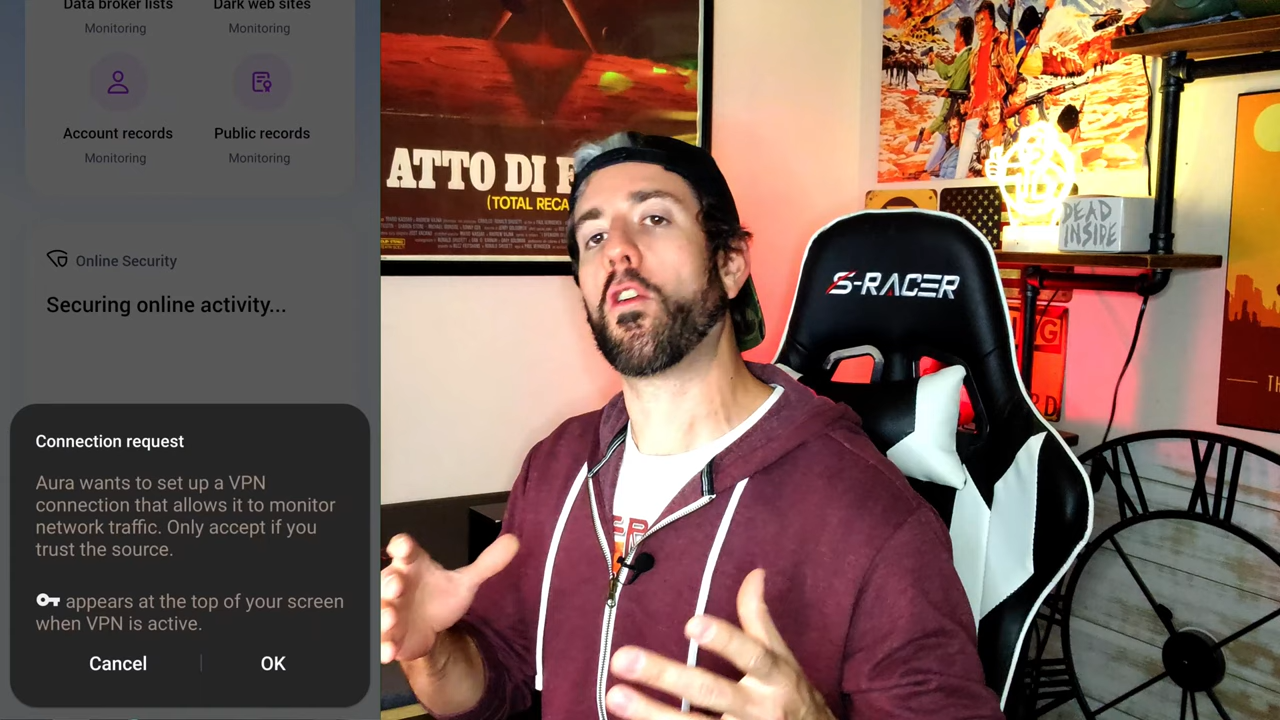 Data broker lists
Dark web sites
Monitoring
Monitoring
Account records
Public records
Monitoring
Monitoring
Online Security
Securing online activity...
Connection request
Aura wants to set up a VPN
connection that allows it to monitor
network traffic. Only accept if you
trust the source.
appears at the top of your screen
when VPN is active.
Cancel
OK
ATTO DI F
(TOTAL RECA
S-RACER
DEAD
INSIDE